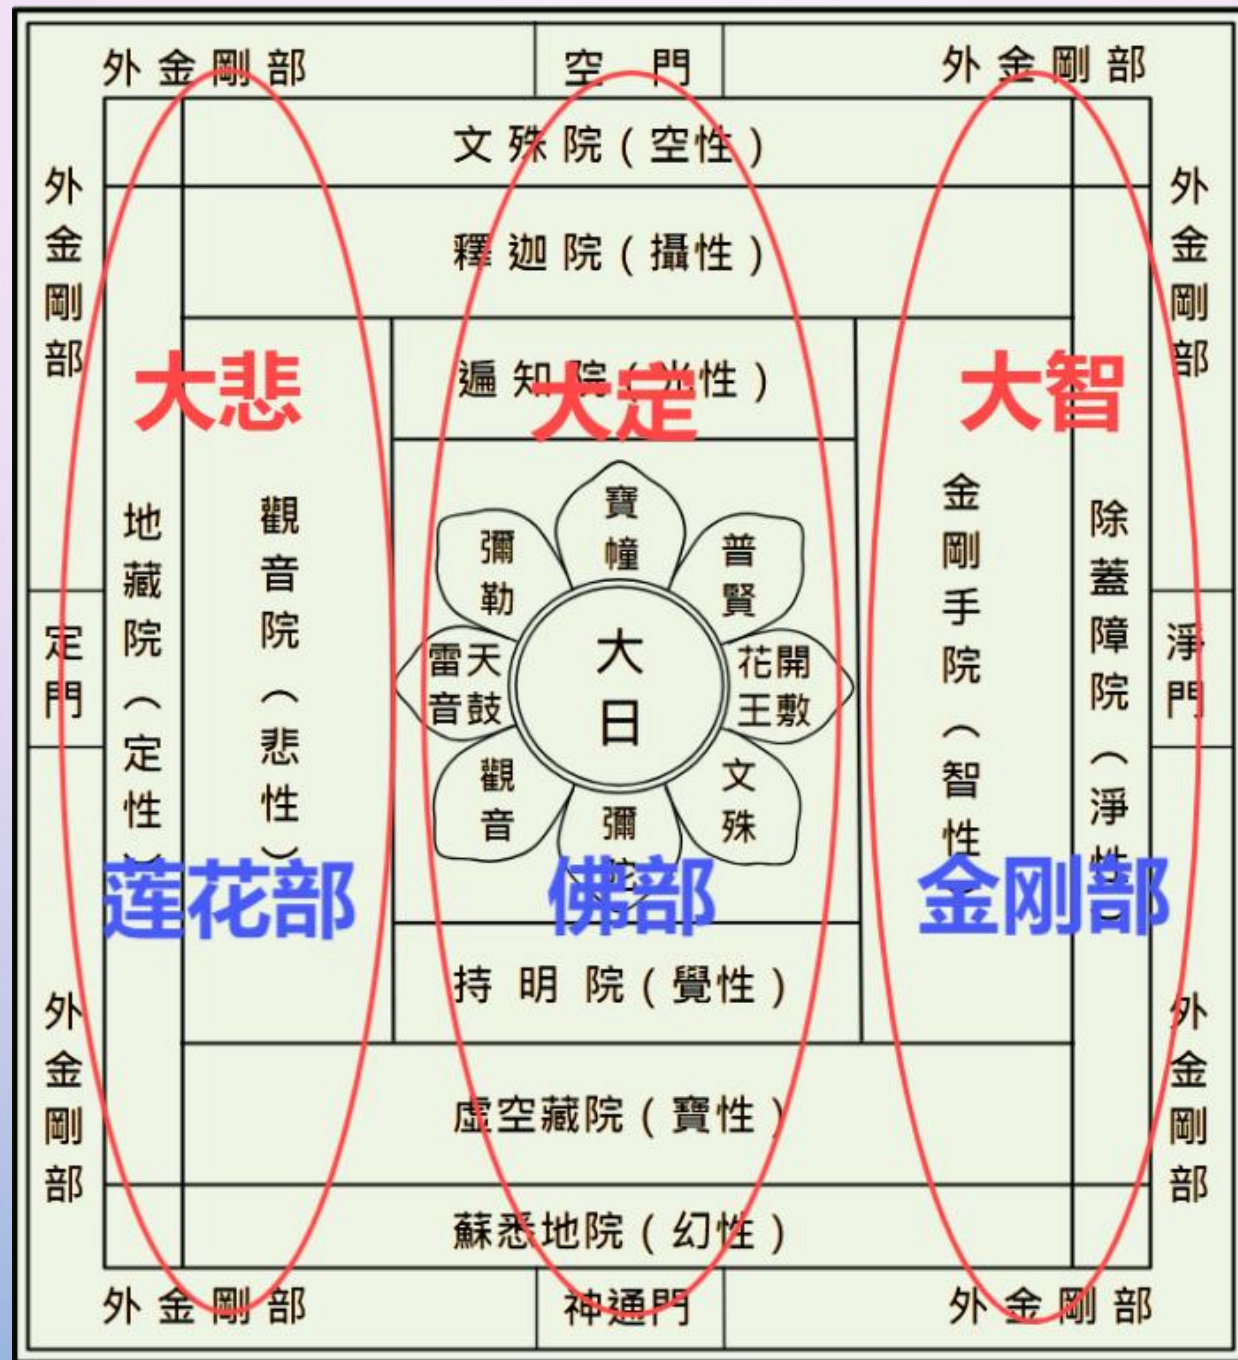 外金剛部
空門
外金剛部
文殊院（空性）
釋迦院（攝性）
外金剛部
外金剛部
遍知院（光性）
大悲
大定
大智
地藏院（定性）
觀音院（悲性）
寶幢
彌勒
普賢
天鼓雷音
大日
開敷花王
觀音
文殊
彌陀
金剛手院（智性）
除蓋障院（淨性）
定門
淨門
莲花部
佛部
金刚部
持明院（覺性）
外金剛部
外金剛部
虛空藏院（寶性）
蘇悉地院（幻性）
外金剛部
神通門
外金剛部